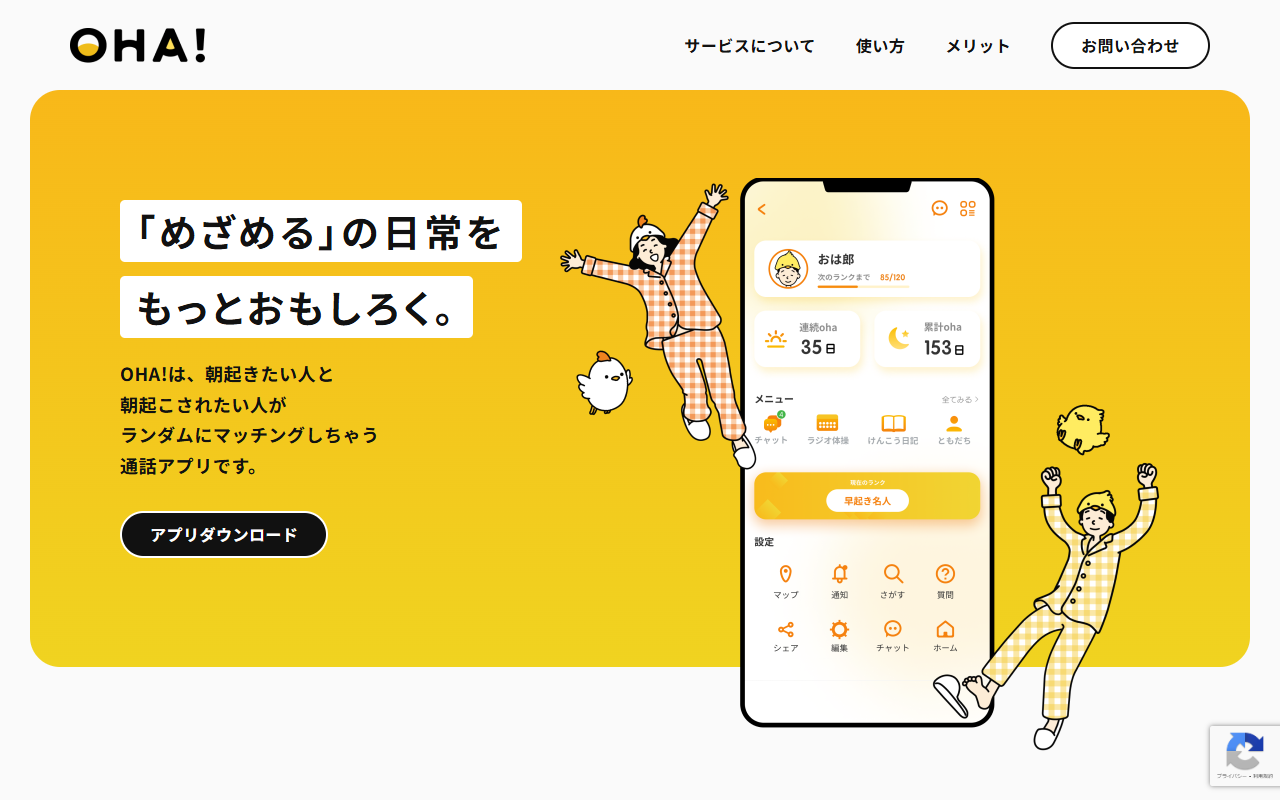 OHA!
サービスについて
使い方
メリット
お問い合わせ
「めざめる」の日常を
もっとおもしろく。
OHA!は、朝起きたい人と
朝起こされたい人が
ランダムにマッチングしちゃう
通話アプリです。
アプリダウンロード
おは郎
次のランクまで 85/120
連続oha
35日
累計oha
153日
メニュー
全てみる
4
チャット
ラジオ体操
けんこう日記
ともだち
現在のランク
早起き名人
設定
マップ
通知
さがす
質問
シェア
編集
チャット
ホーム
プライバシー • 利用規約